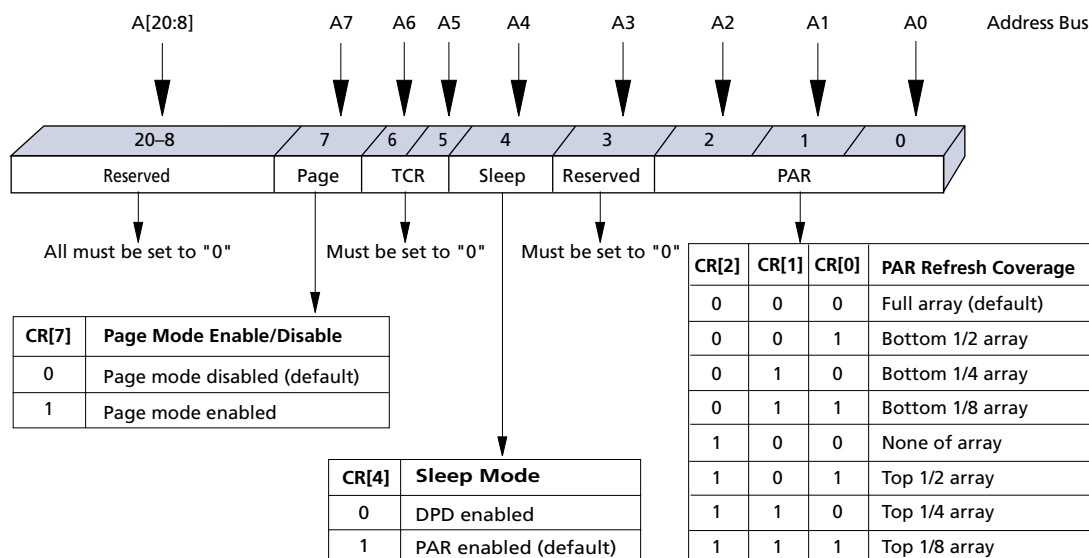 A[20:8] A7 A6 A5 A4 A3 A2 A1 A0 Address Bus
20–8 7 6 5 4 3 2 1 0
Reserved Page TCR Sleep Reserved PAR
All must be set to "0" Must be set to "0" Must be set to "0"
CR[7] Page Mode Enable/Disable
0 Page mode disabled (default)
1 Page mode enabled
CR[4] Sleep Mode
0 DPD enabled
1 PAR enabled (default)
CR[2] CR[1] CR[0] PAR Refresh Coverage
0 0 0 Full array (default)
0 0 1 Bottom 1/2 array
0 1 0 Bottom 1/4 array
0 1 1 Bottom 1/8 array
1 0 0 None of array
1 0 1 Top 1/2 array
1 1 0 Top 1/4 array
1 1 1 Top 1/8 array